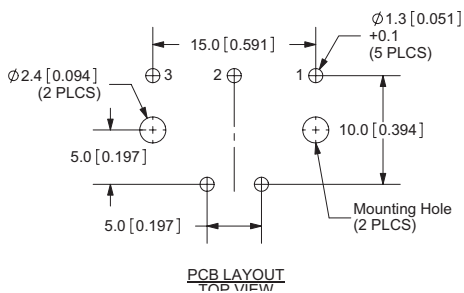 Ø1.3 [0.051]
+0.1
(5 PLCS)
15.0 [0.591]
Ø2.4 [0.094]
(2 PLCS)
3
2
1
10.0 [0.394]
5.0 [0.197]
5.0 [0.197]
Mounting Hole
(2 PLCS)
PCB LAYOUT
TOP VIEW